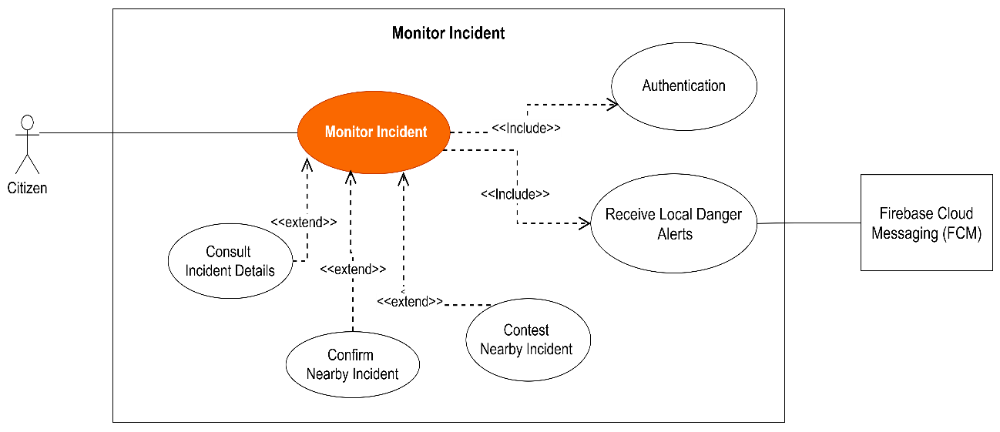 Monitor Incident
Authentication
Monitor Incident
<<Include>>
Citizen
<<Include>>
Receive Local Danger
Alerts
Firebase Cloud
Messaging (FCM)
<<extend>>
Consult
Incident Details
<<extend>>
<<extend>>
Contest
Nearby Incident
Confirm
Nearby Incident